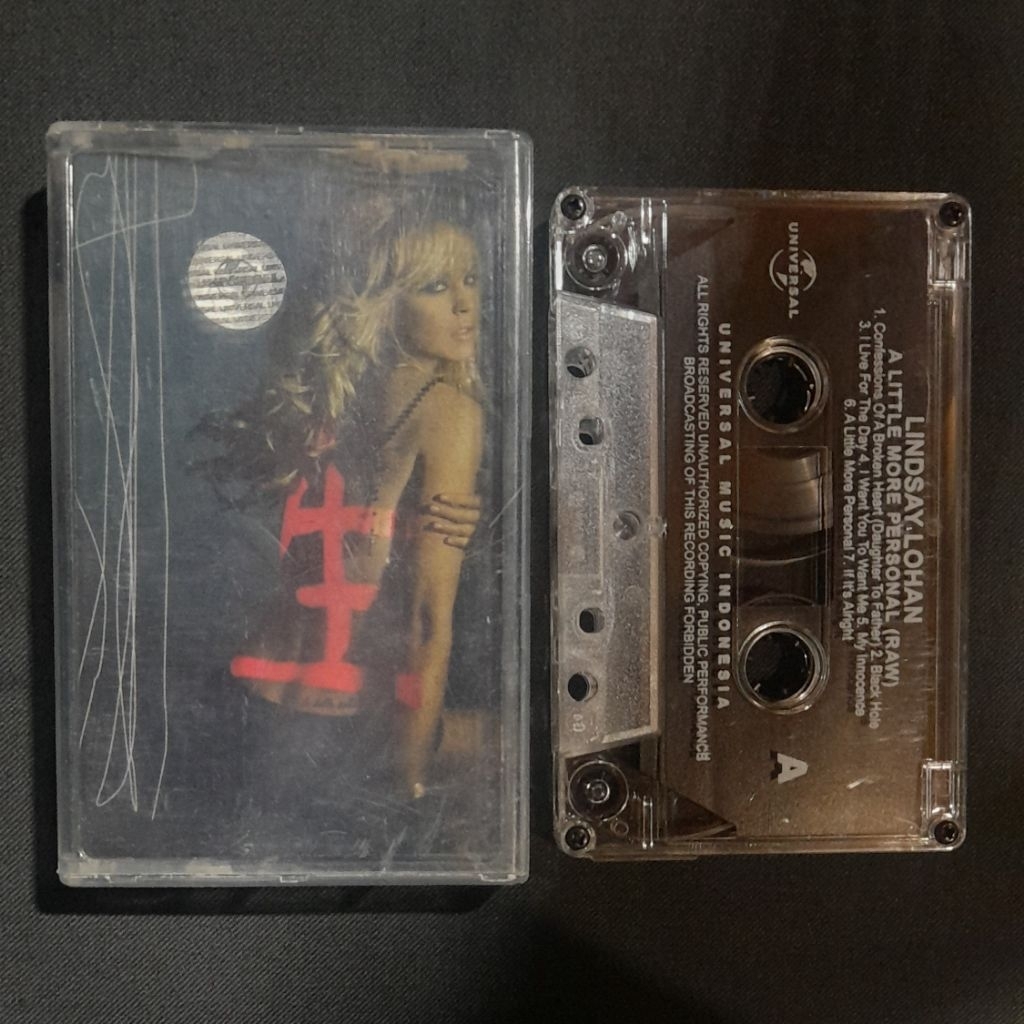 LINDSAY LOHAN
A LITTLE MORE PERSONAL (RAW)
1. Confessions Of A Broken Heart (Daughter To Father) 2. Black Hole
3. I Live For The Day 4. I Want You To Want Me 5. My Innocence
6. A Little More Personal 7. If It's Alright
UNIVERSAL
A
UNIVERSAL MUSIC INDONESIA
ALL RIGHTS RESERVED UNAUTHORIZED COPYING, PUBLIC PERFORMANCE
BROADCASTING OF THIS RECORDING FORBIDDEN